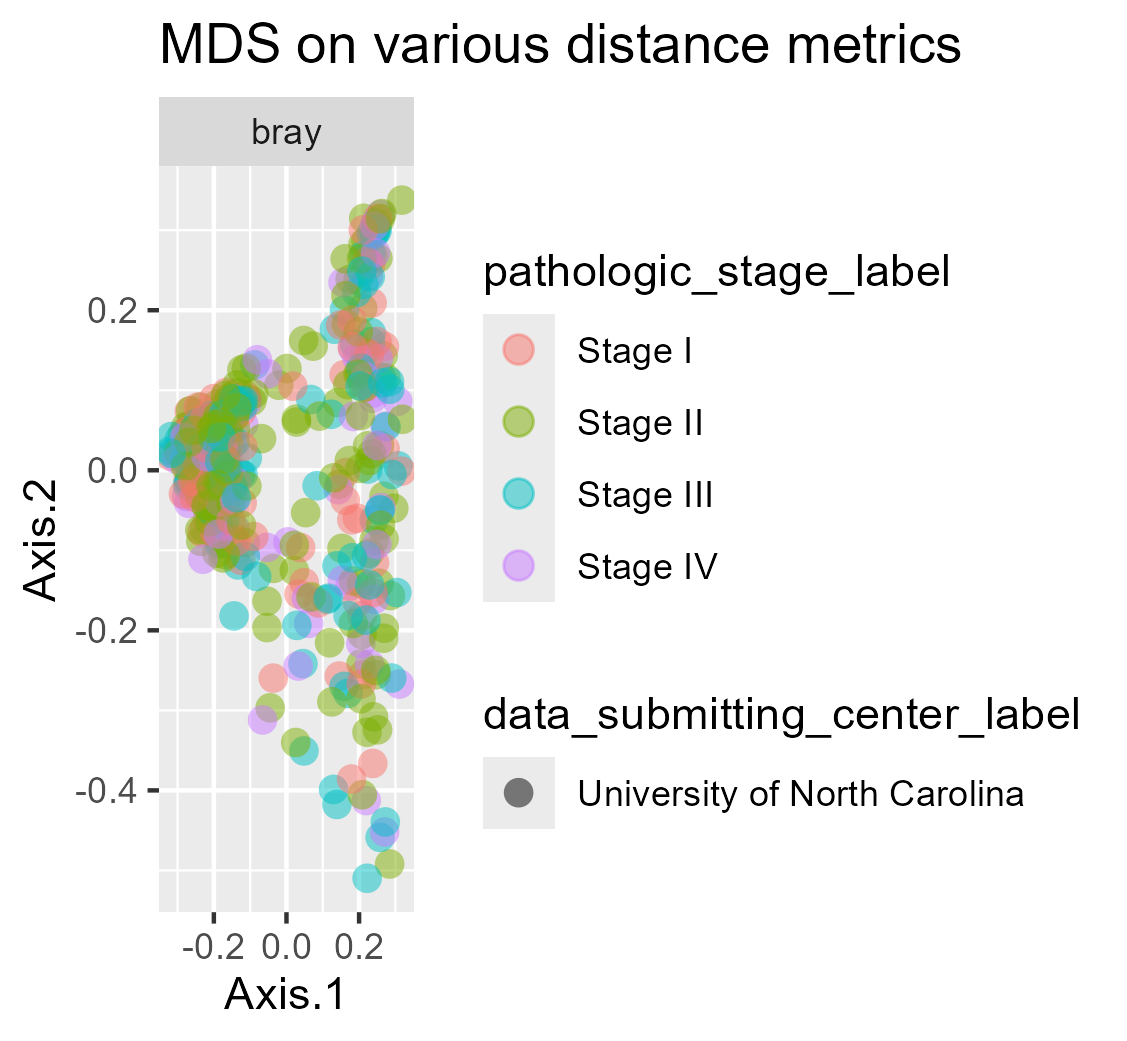 MDS on various distance metrics
bray
0.2
0.0
-0.2
-0.4
Axis.2
-0.2 0.0 0.2
Axis.1
pathologic_stage_label
Stage I
Stage II
Stage III
Stage IV
data_submitting_center_label
University of North Carolina